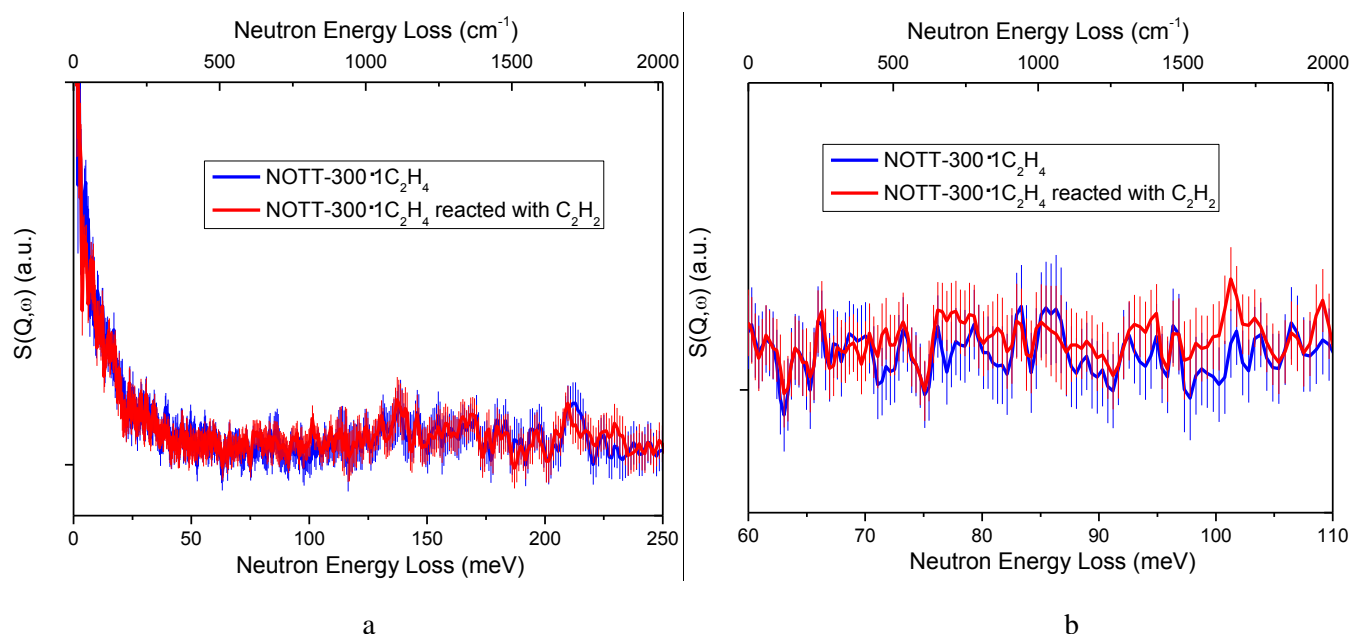 Neutron Energy Loss (cm⁻¹)
0 500 1000 1500 2000
NOTT-300·1C₂H₄
NOTT-300·1C₂H₄ reacted with C₂H₂
S(Q,ω) (a.u.)
0 50 100 150 200 250
Neutron Energy Loss (meV)
a
Neutron Energy Loss (cm⁻¹)
0 500 1000 1500 2000
NOTT-300·1C₂H₄
NOTT-300·1C₂H₄ reacted with C₂H₂
S(Q,ω) (a.u.)
60 70 80 90 100 110
Neutron Energy Loss (meV)
b